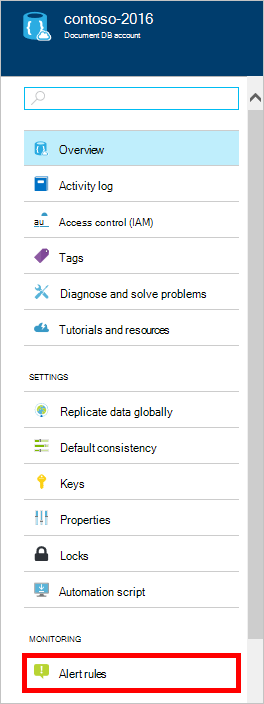 contoso-2016
Document DB account
Overview
Activity log
Access control (IAM)
Tags
Diagnose and solve problems
Tutorials and resources
SETTINGS
Replicate data globally
Default consistency
Keys
Properties
Locks
Automation script
MONITORING
Alert rules